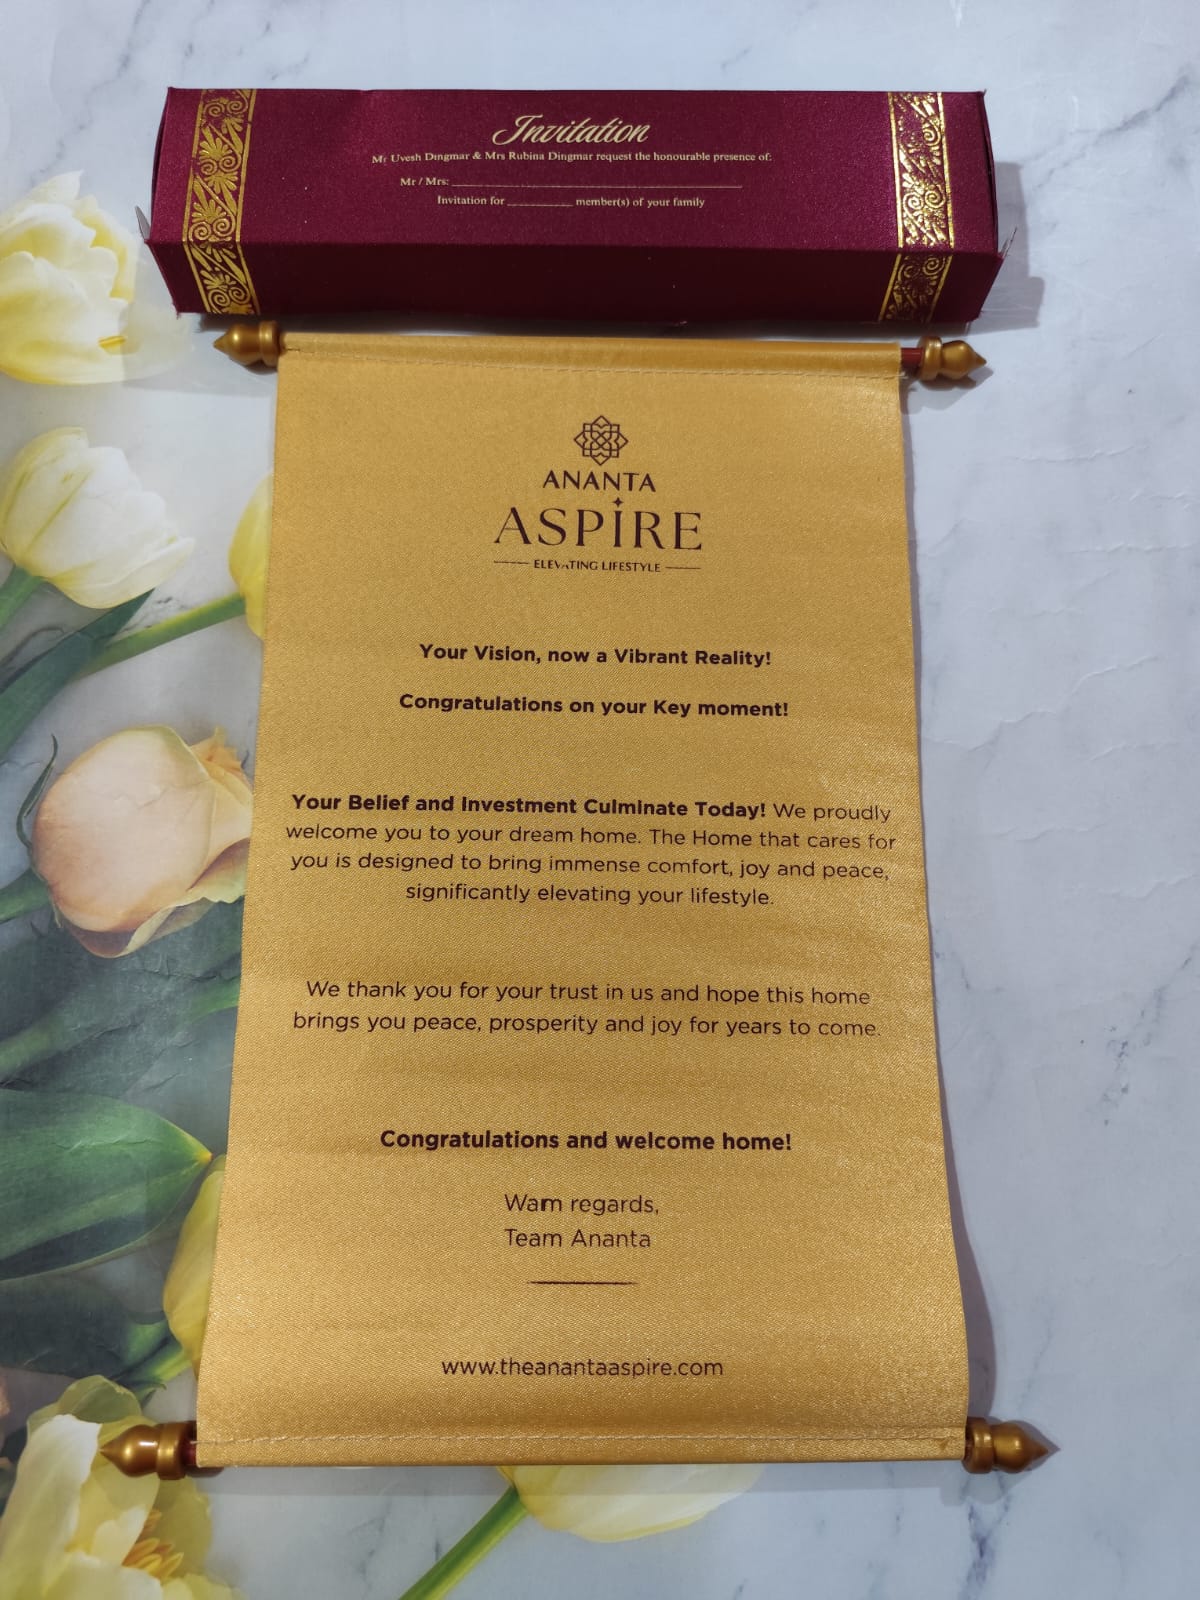 Invitation
Mr Uvesh Dingmar & Mrs Rubina Dingmar request the honourable presence of:
Mr / Mrs: ____________________
Invitation for __________ member(s) of your family
ANANTA
ASPIRE
ELEVATING LIFESTYLE
Your Vision, now a Vibrant Reality!
Congratulations on your Key moment!
Your Belief and Investment Culminate Today! We proudly
welcome you to your dream home. The Home that cares for
you is designed to bring immense comfort, joy and peace,
significantly elevating your lifestyle.
We thank you for your trust in us and hope this home
brings you peace, prosperity and joy for years to come.
Congratulations and welcome home!
Warm regards,
Team Ananta
www.theanantaaspire.com